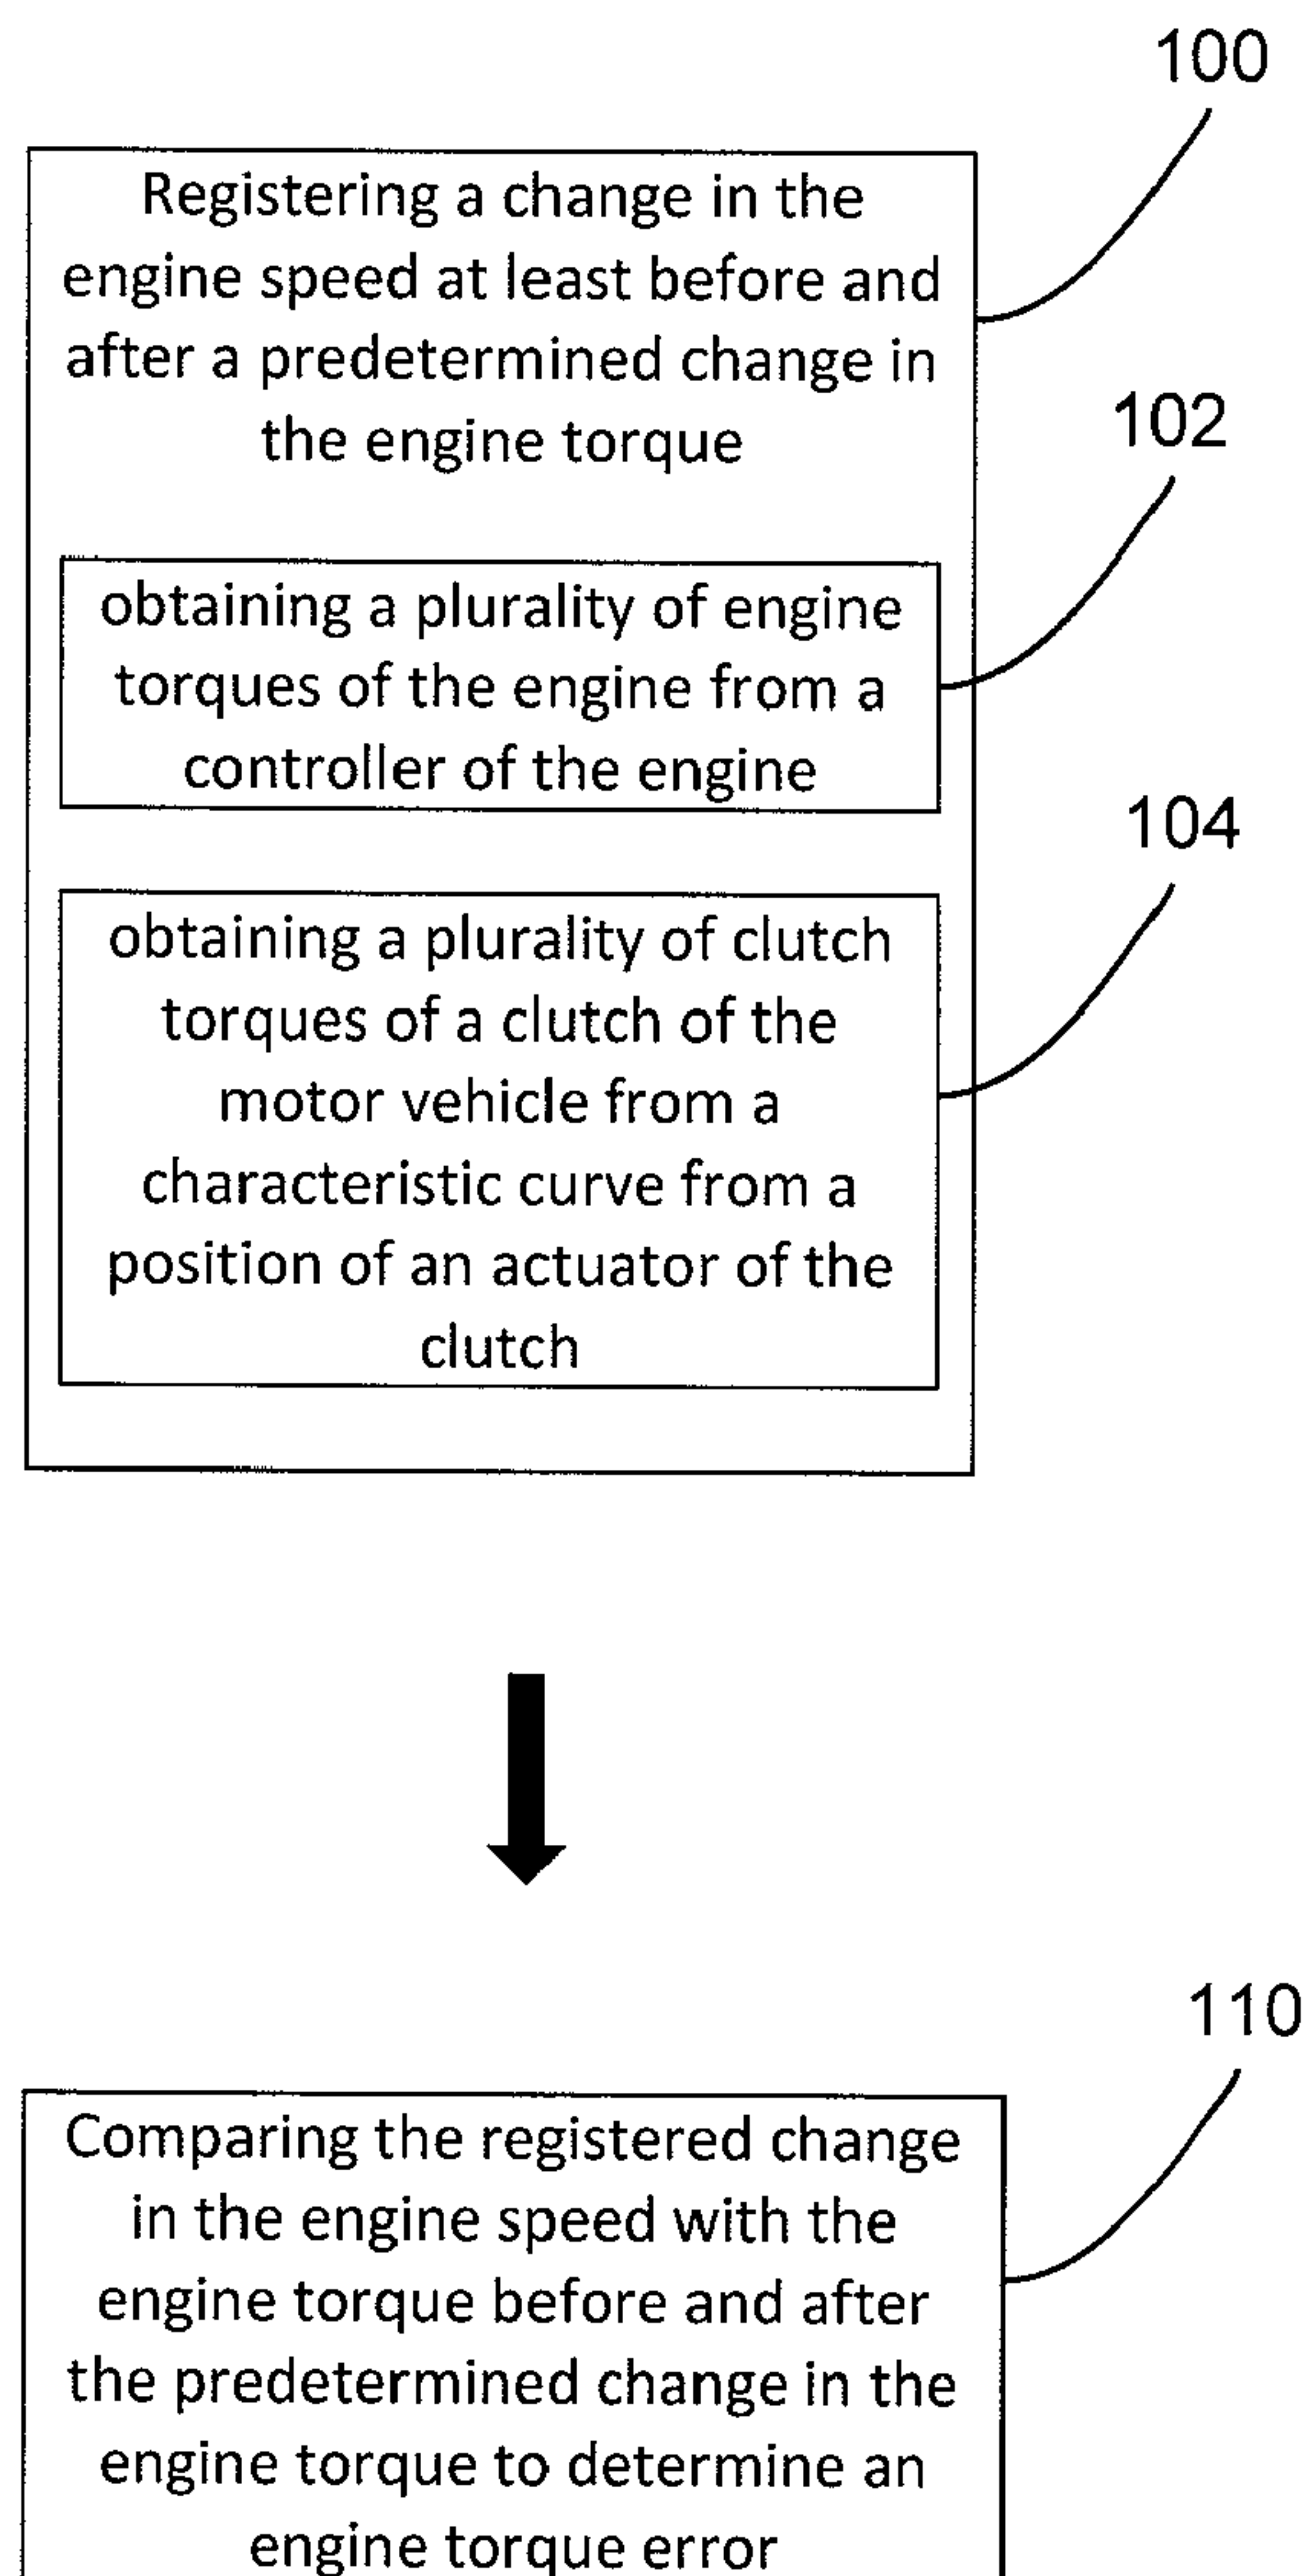 100
Registering a change in the
engine speed at least before and
after a predetermined change in
the engine torque
102
obtaining a plurality of engine
torques of the engine from a
controller of the engine
104
obtaining a plurality of clutch
torques of a clutch of the
motor vehicle from a
characteristic curve from a
position of an actuator of the
clutch
110
Comparing the registered change
in the engine speed with the
engine torque before and after
the predetermined change in the
engine torque to determine an
engine torque error